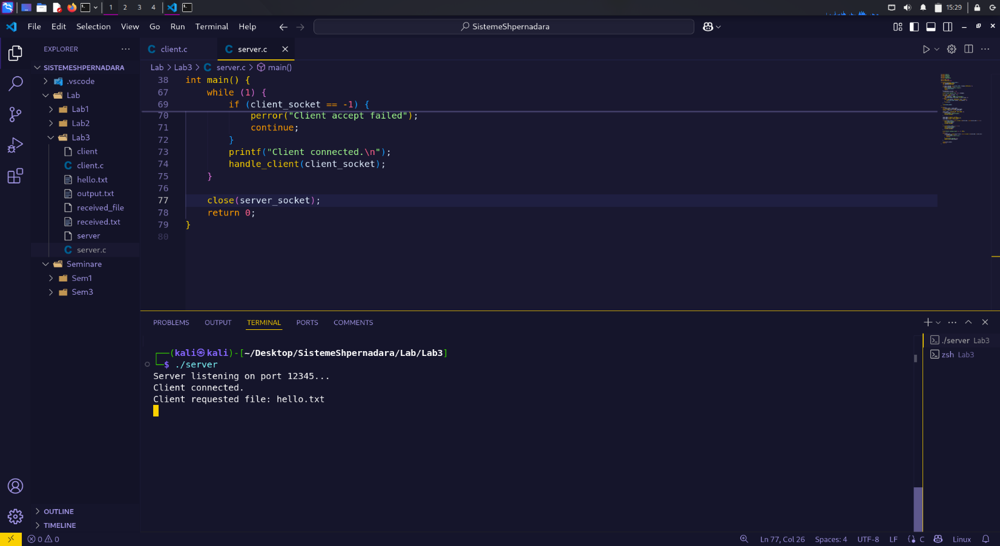 1 2 3 4
15:29
File Edit Selection View Go Run Terminal Help
SistemeShpernadara
EXPLORER
SISTEMESHPERNADARA
.vscode
Lab
Lab1
Lab2
Lab3
client
client.c
hello.txt
output.txt
received_file
received.txt
server
server.c
Seminare
Sem1
Sem3
OUTLINE
TIMELINE
client.c
server.c
Lab > Lab3 > C server.c > main()
38 int main() {
67 while (1) {
69 if (client_socket == -1) {
70 perror("Client accept failed");
71 continue;
72 }
73 printf("Client connected.\n");
74 handle_client(client_socket);
75 }
76
77 close(server_socket);
78 return 0;
79 }
80
PROBLEMS OUTPUT TERMINAL PORTS COMMENTS
(kali㉿kali)-[~/Desktop/SistemeShpernadara/Lab/Lab3]
$ ./server
Server listening on port 12345...
Client connected.
Client requested file: hello.txt
./server Lab3
zsh Lab3
0 0
Ln 77, Col 26 Spaces: 4 UTF-8 LF C Linux